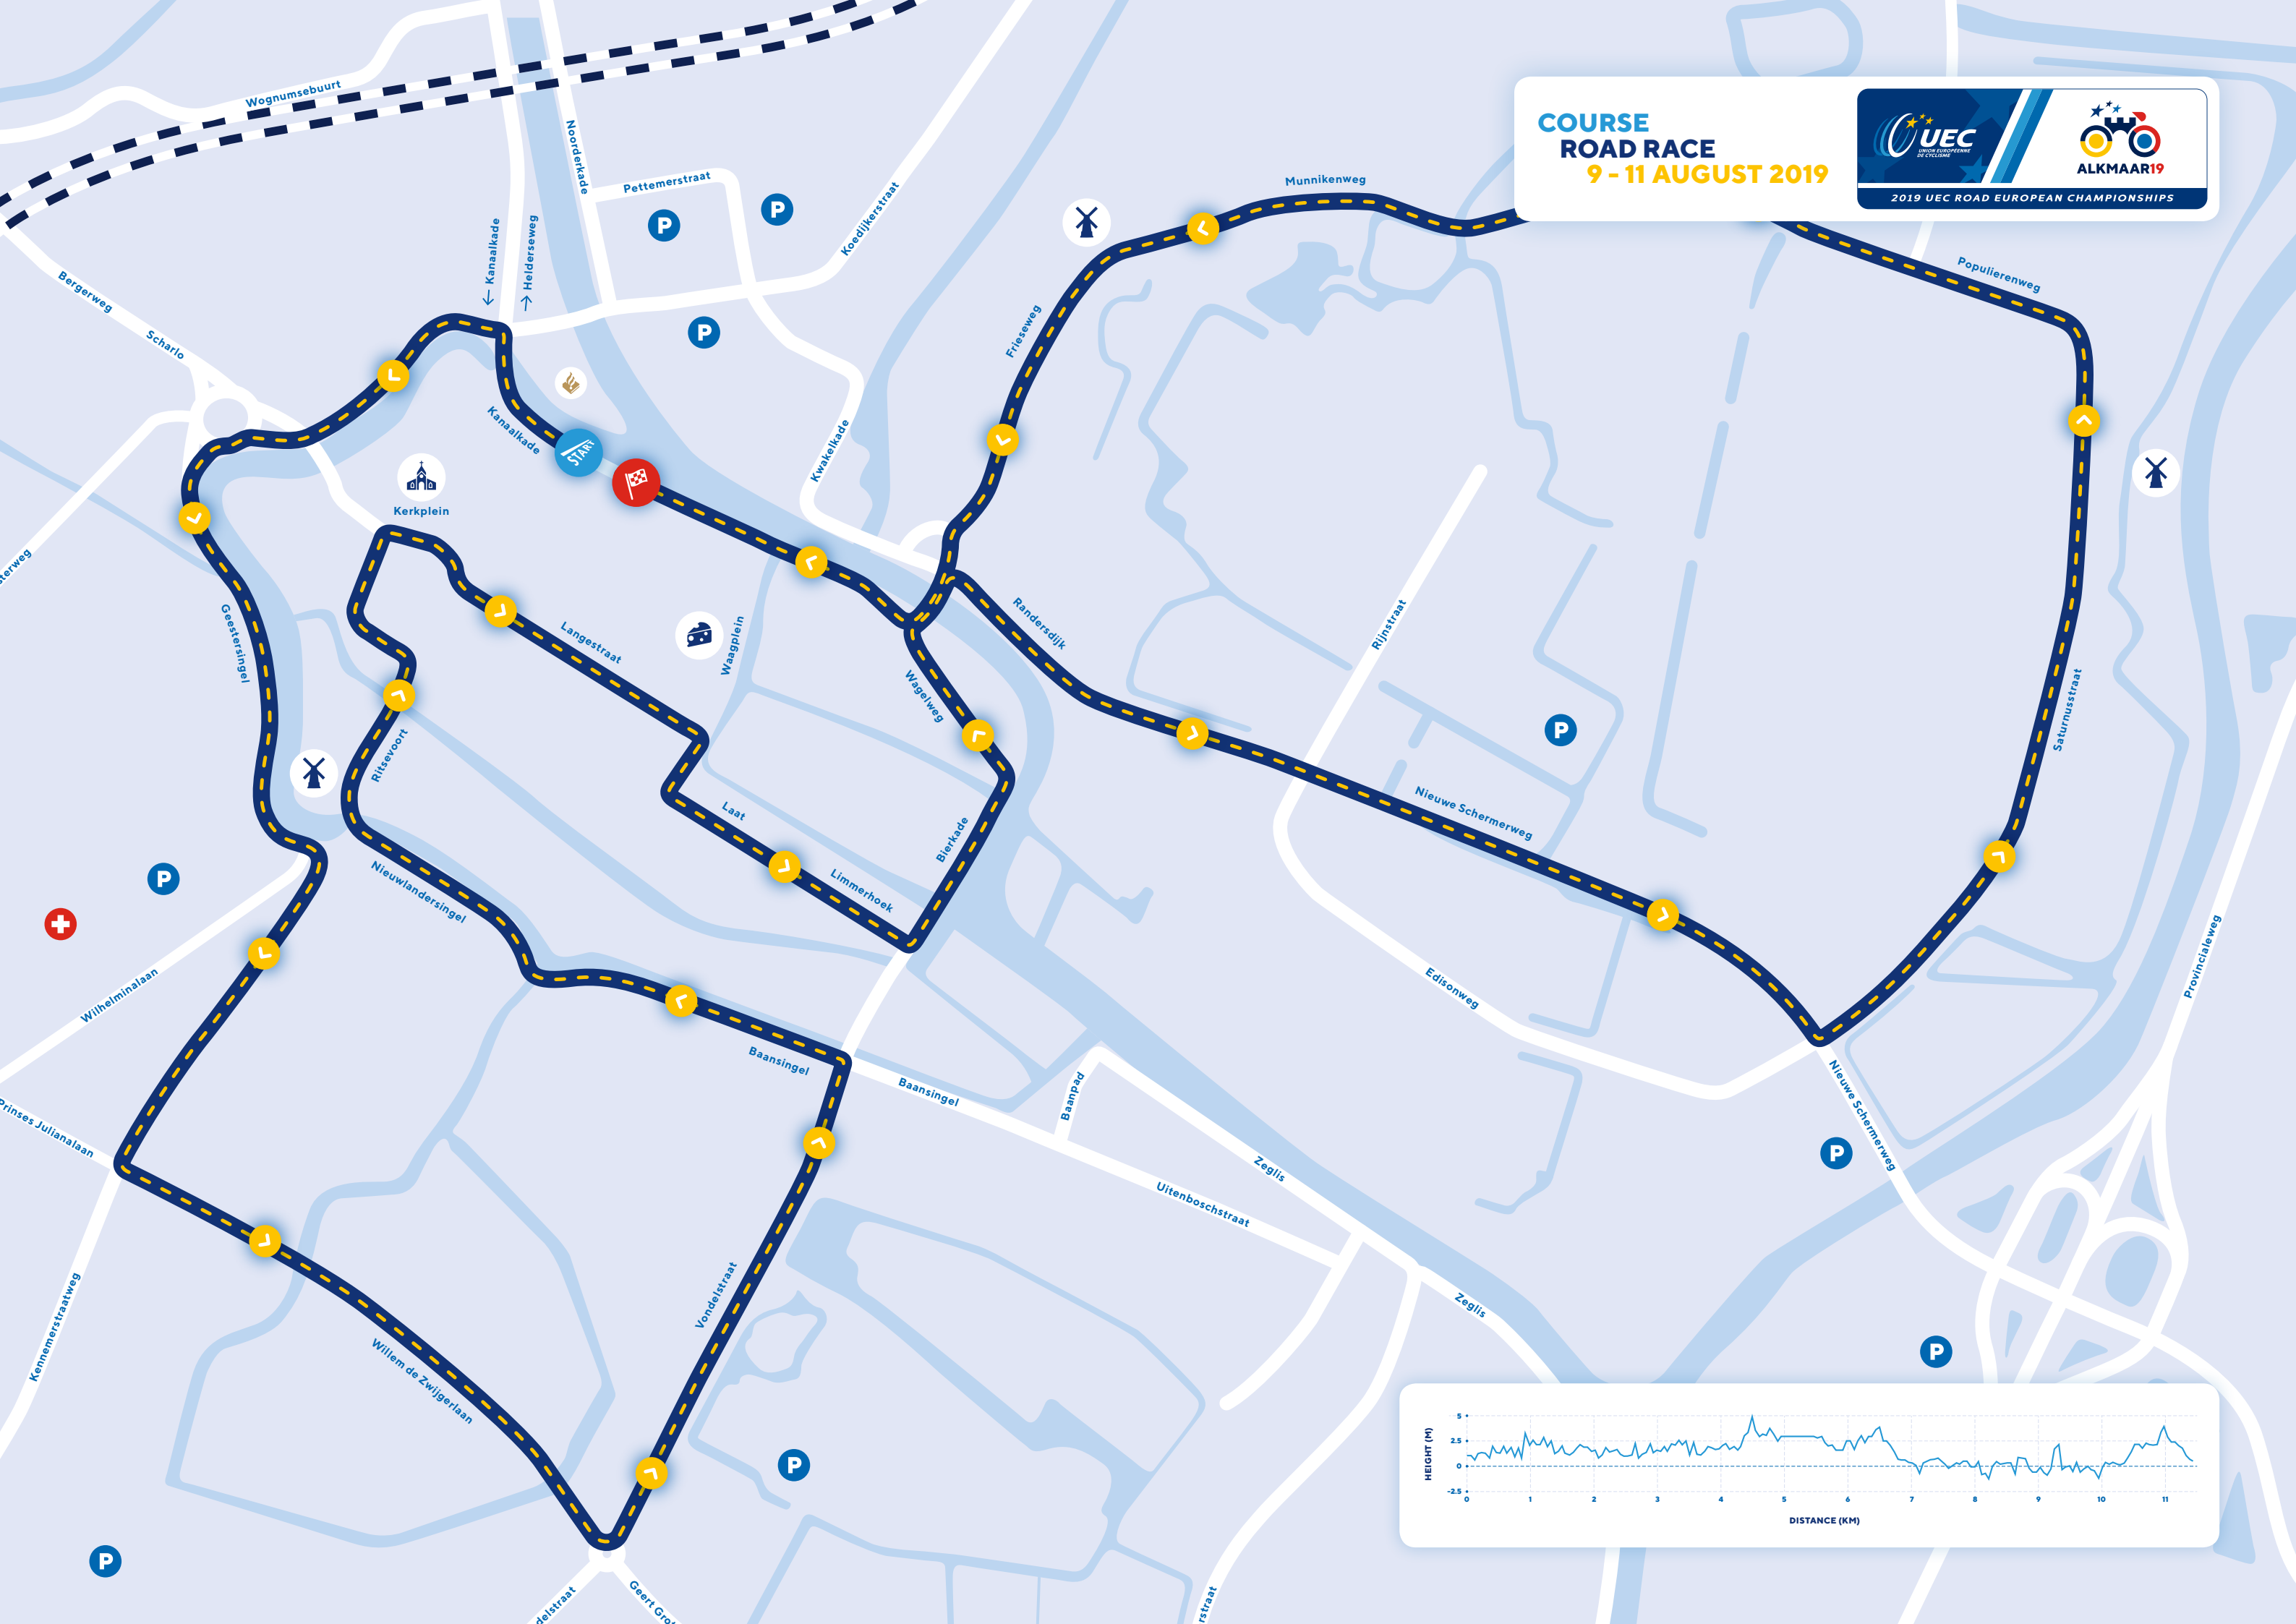 COURSE
ROAD RACE
9 - 11 AUGUST 2019
UEC
UNION EUROPÉENNE
DE CYCLISME
ALKMAAR19
2019 UEC ROAD EUROPEAN CHAMPIONSHIPS
Wognumsebuurt
Noorderkade
Pettemerstraat
P
P
Koedijkerstraat
Munnikenweg
Kanaalkade
Helderseweg
Populierenweg
Bergerweg
Scharlo
P
Frieseweg
Kanaalkade
START
Kwakelkade
Kerkplein
Geestersingel
Langestraat
Waagplein
Randersdijk
Rijnstraat
Wagelweg
Saturnusstraat
P
Ritsevoort
Laat
Nieuwe Schermerweg
Bierkade
P
Nieuwlandersingel
Limmerhoek
Provincialeweg
Wilhelminalaan
Edisonweg
Baansingel
Baansingel
Baanpad
Prinses Julianalaan
Nieuwe Schermerweg
P
Zeglis
Uitenboschstraat
Kennemerstraatweg
Vondelstraat
Zeglis
Willem de Zwijgerlaan
P
P
P
HEIGHT (M)
5
2.5
0
-2.5
0 1 2 3 4 5 6 7 8 9 10 11
DISTANCE (KM)